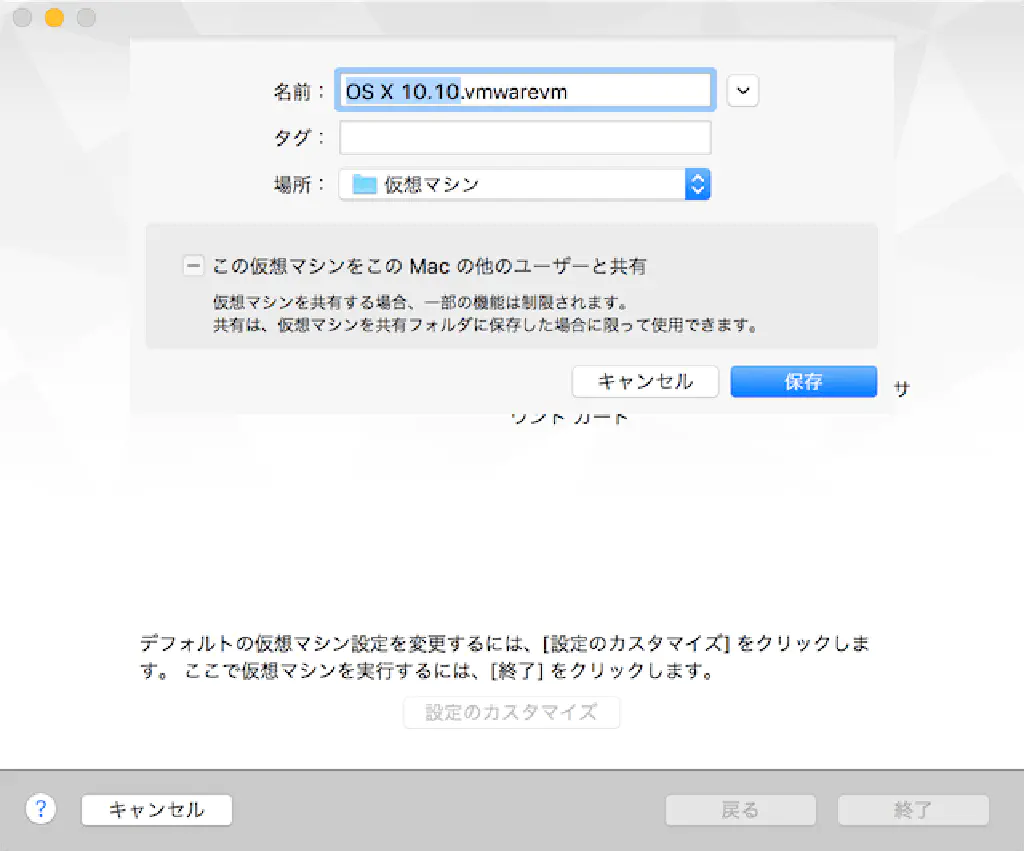 名前：
OS X 10.10.vmwarevm
タグ：
場所：
仮想マシン
この仮想マシンをこの Mac の他のユーザーと共有
仮想マシンを共有する場合、一部の機能は制限されます。
共有は、仮想マシンを共有フォルダに保存した場合に限って使用できます。
キャンセル
保存
サ
ウンド カード
デフォルトの仮想マシン設定を変更するには、[設定のカスタマイズ] をクリックしま
す。 ここで仮想マシンを実行するには、[終了] をクリックします。
設定のカスタマイズ
?
キャンセル
戻る
終了